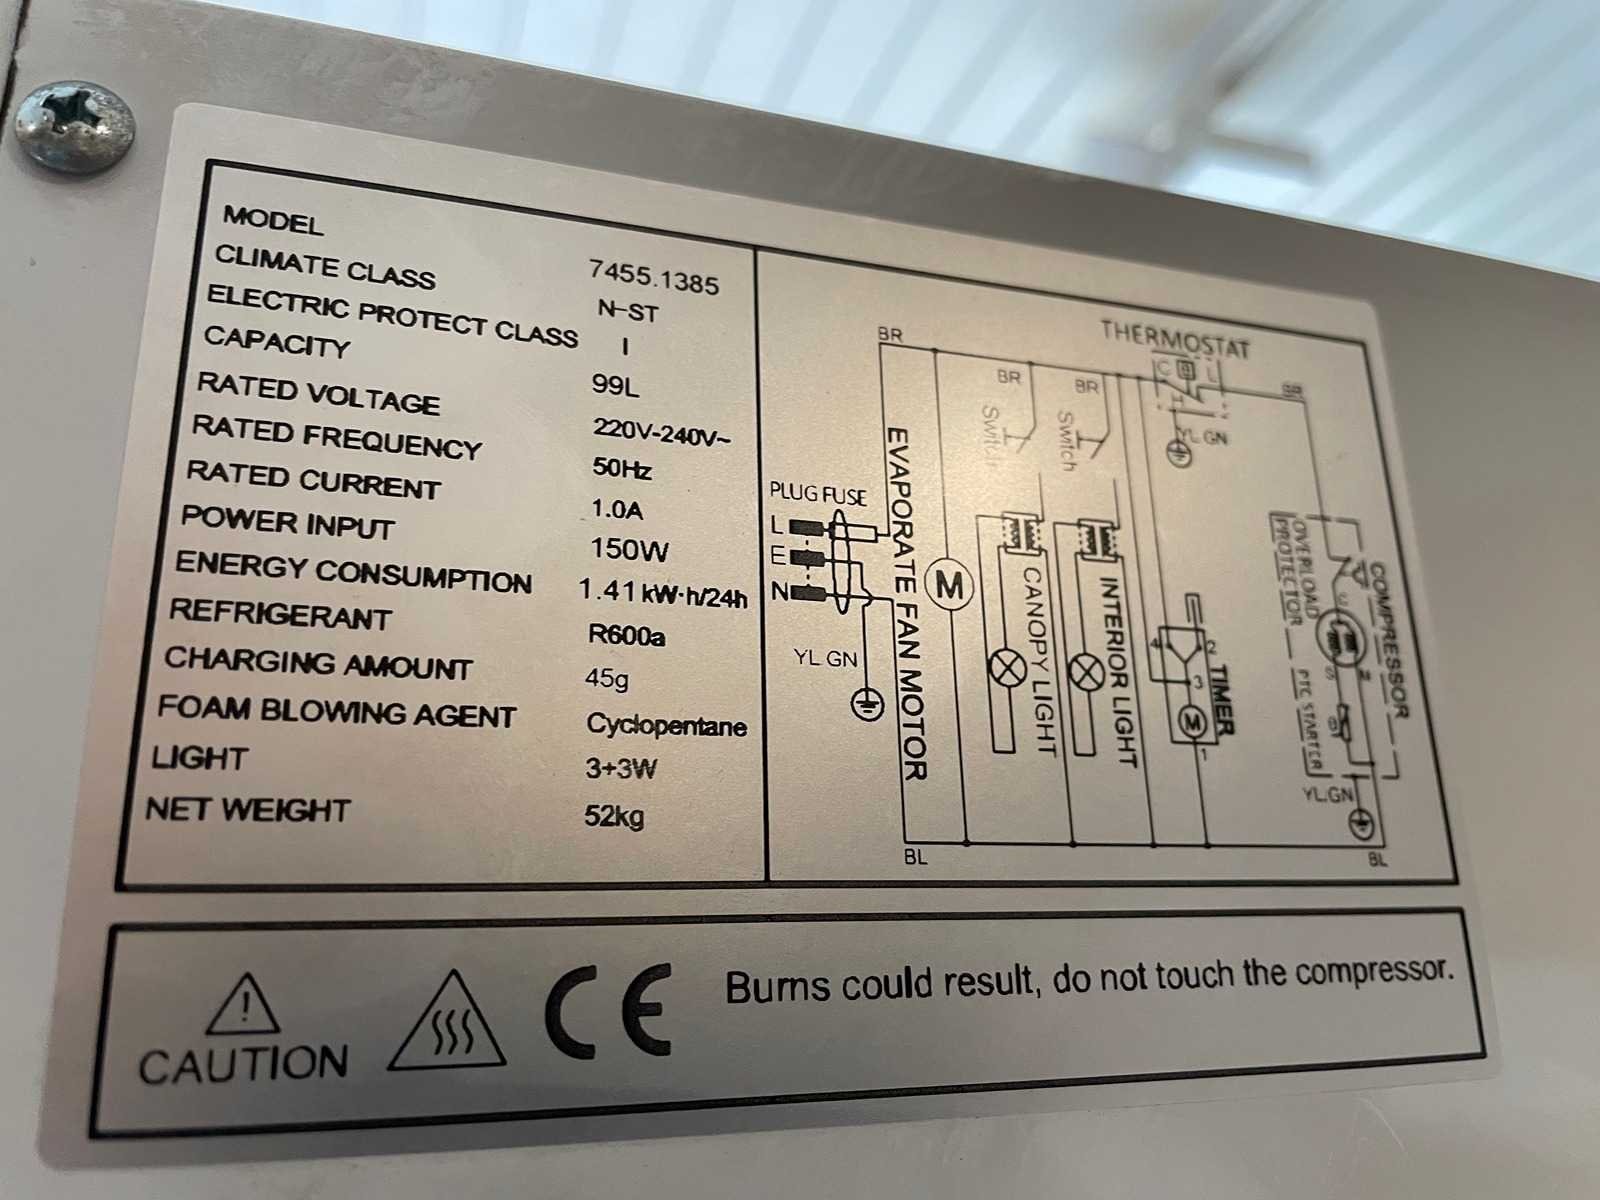 MODEL 7455.1385
CLIMATE CLASS N-ST
ELECTRIC PROTECT CLASS I
CAPACITY 99L
RATED VOLTAGE 220V-240V~
RATED FREQUENCY 50Hz
RATED CURRENT 1.0A
POWER INPUT 150W
ENERGY CONSUMPTION 1.41 kW·h/24h
REFRIGERANT R600a
CHARGING AMOUNT 45g
FOAM BLOWING AGENT Cyclopentane
LIGHT 3+3W
NET WEIGHT 52kg
BR
THERMOSTAT
C L
BR
BR
BR
YL GN
Switch
Switch
PLUG FUSE
L
E
N
YL GN
EVAPORATE FAN MOTOR
M
CANOPY LIGHT
INTERIOR LIGHT
4 2
3
M
TIMER
OVERLOAD
PROTECTOR
COMPRESSOR
PTC STARTER
YL.GN
BL
BL
CAUTION
CE
Burns could result, do not touch the compressor.